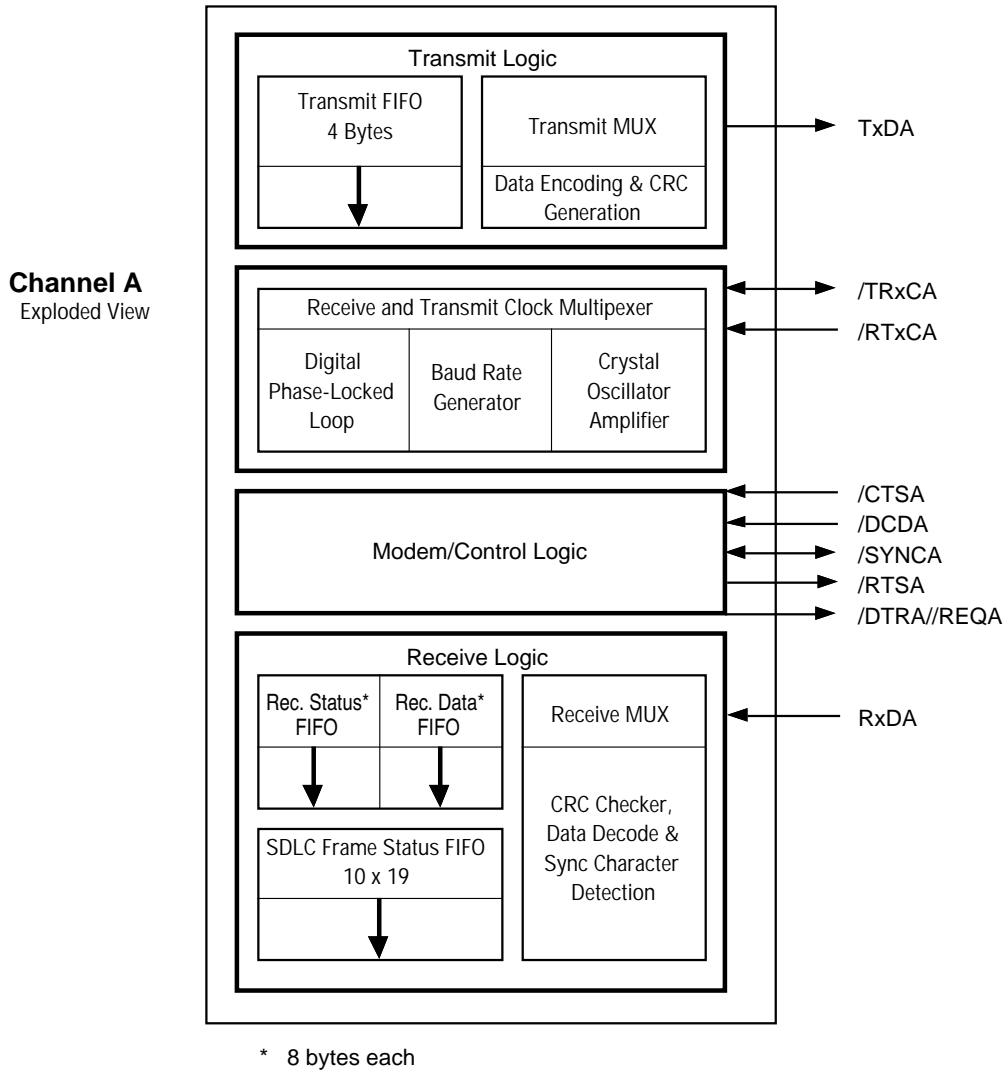 Transmit Logic
Transmit FIFO
4 Bytes
Transmit MUX
Data Encoding & CRC
Generation
TxDA
Channel A
Exploded View
Receive and Transmit Clock Multipexer
Digital
Phase-Locked
Loop
Baud Rate
Generator
Crystal
Oscillator
Amplifier
/TRxCA
/RTxCA
Modem/Control Logic
/CTSA
/DCDA
/SYNCA
/RTSA
/DTRA//REQA
Receive Logic
Rec. Status*
FIFO
Rec. Data*
FIFO
Receive MUX
RxDA
SDLC Frame Status FIFO
10 x 19
CRC Checker,
Data Decode &
Sync Character
Detection
* 8 bytes each